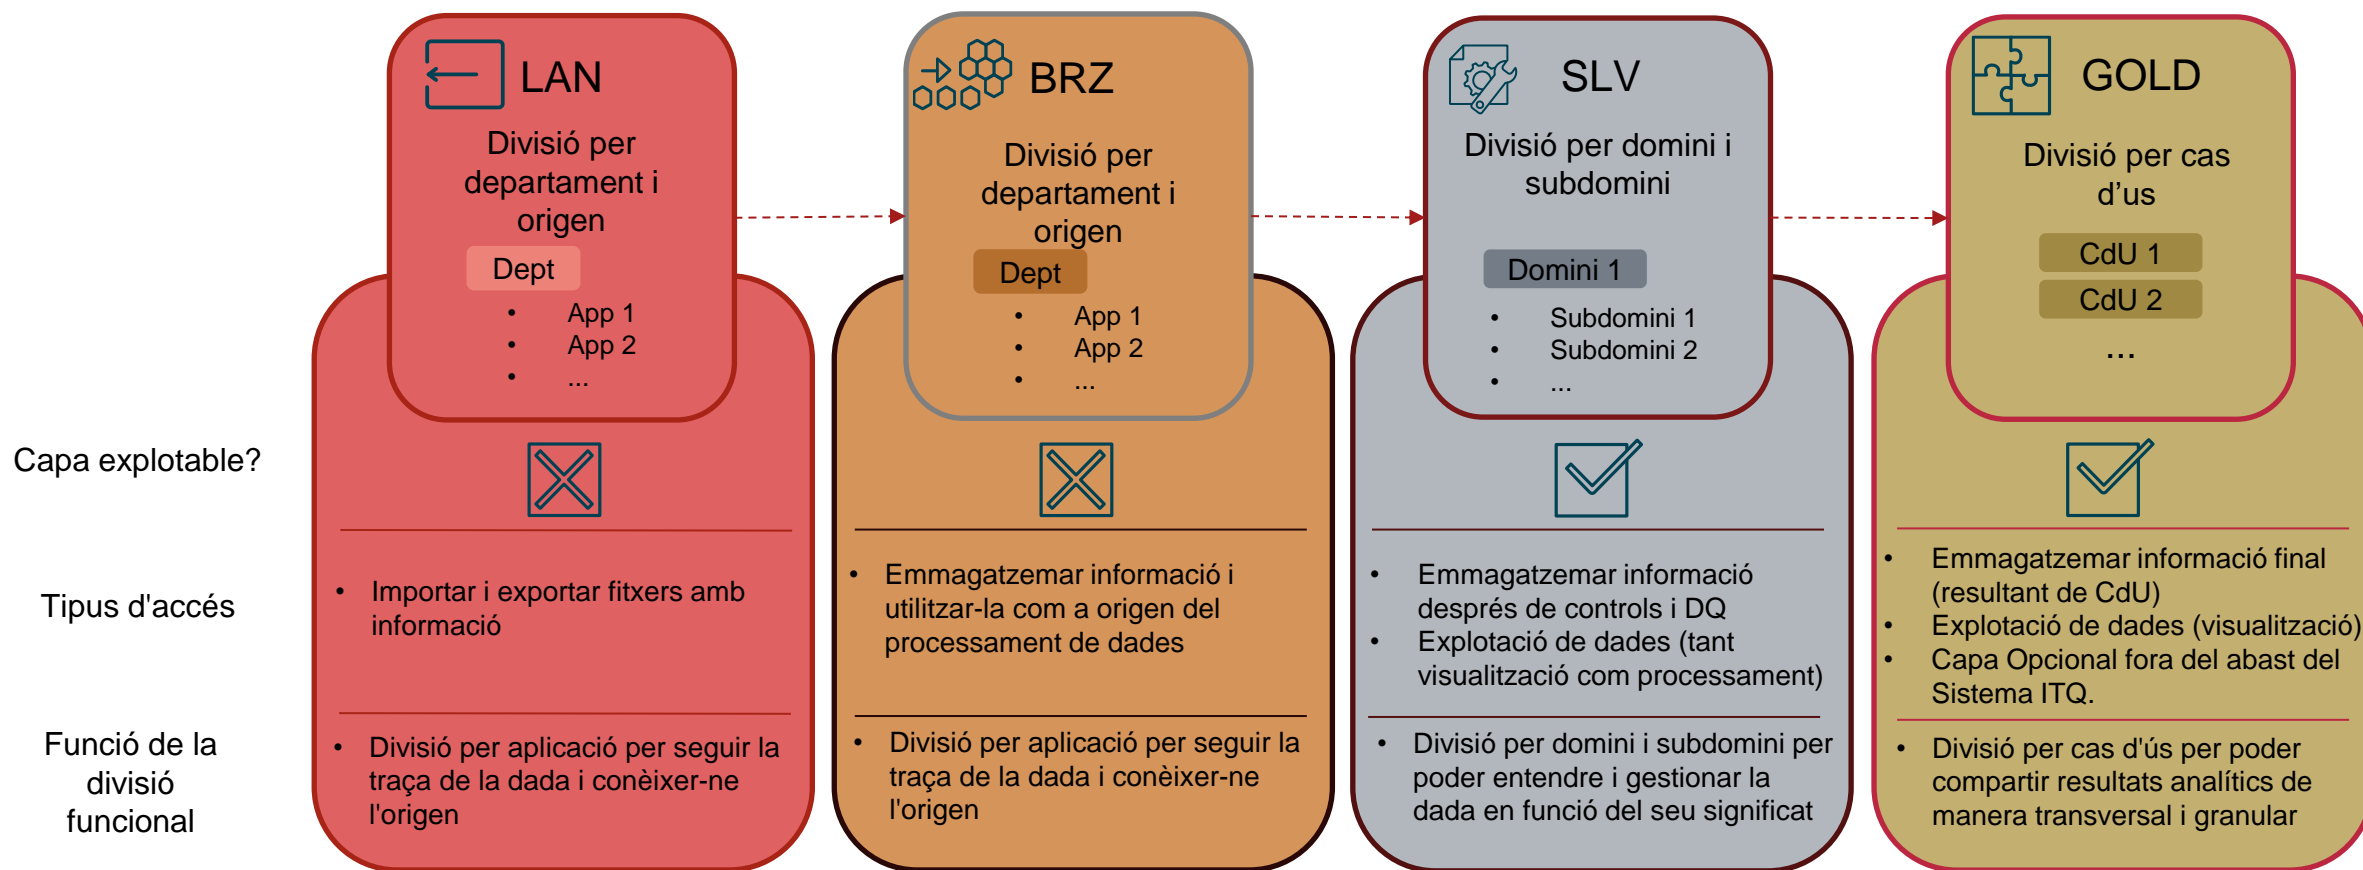 LAN
Divisió per
departament i
origen
Dept
• App 1
• App 2
• ...
BRZ
Divisió per
departament i
origen
Dept
• App 1
• App 2
• ...
SLV
Divisió per domini i
subdomini
Domini 1
• Subdomini 1
• Subdomini 2
• ...
GOLD
Divisió per cas
d’us
CdU 1
CdU 2
...
Capa explotable?
Tipus d'accés
• Importar i exportar fitxers amb
informació
• Emmagatzemar informació i
utilitzar-la com a origen del
processament de dades
• Emmagatzemar informació
després de controls i DQ
• Explotació de dades (tant
visualització com processament)
• Emmagatzemar informació final
(resultant de CdU)
• Explotació de dades (visualització)
• Capa Opcional fora del abast del
Sistema ITQ.
Funció de la
divisió
funcional
• Divisió per aplicació per seguir la
traça de la dada i conèixer-ne
l'origen
• Divisió per aplicació per seguir la
traça de la dada i conèixer-ne
l'origen
• Divisió per domini i subdomini per
poder entendre i gestionar la
dada en funció del seu significat
• Divisió per cas d'ús per poder
compartir resultats analítics de
manera transversal i granular